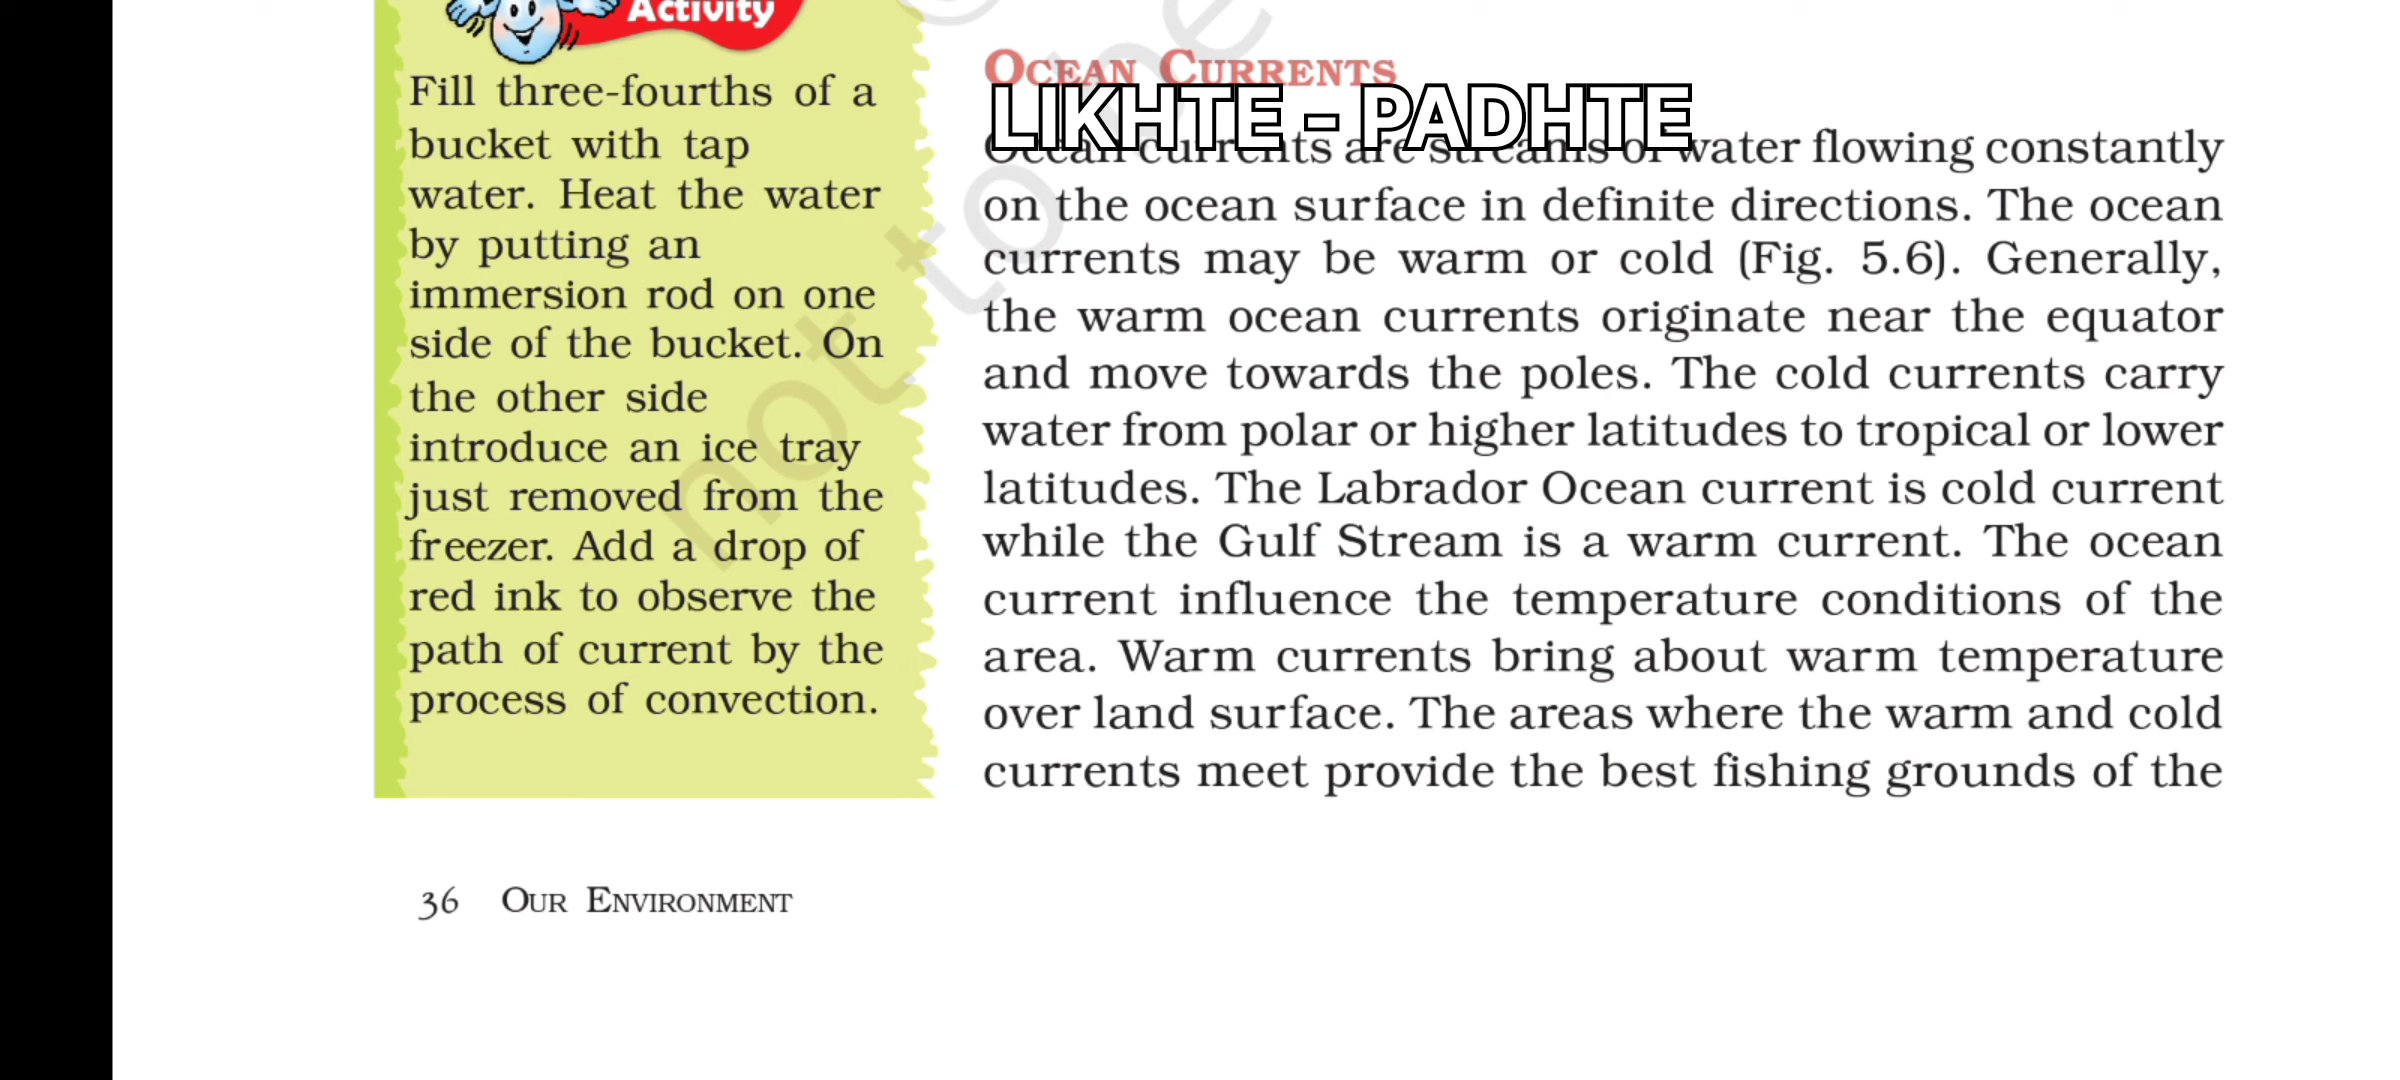 Activity
Fill three-fourths of a
bucket with tap
water. Heat the water
by putting an
immersion rod on one
side of the bucket. On
the other side
introduce an ice tray
just removed from the
freezer. Add a drop of
red ink to observe the
path of current by the
process of convection.
OCEAN CURRENTS
LIKHTE - PADHTE
Ocean currents are streams of water flowing constantly
on the ocean surface in definite directions. The ocean
currents may be warm or cold (Fig. 5.6). Generally,
the warm ocean currents originate near the equator
and move towards the poles. The cold currents carry
water from polar or higher latitudes to tropical or lower
latitudes. The Labrador Ocean current is cold current
while the Gulf Stream is a warm current. The ocean
current influence the temperature conditions of the
area. Warm currents bring about warm temperature
over land surface. The areas where the warm and cold
currents meet provide the best fishing grounds of the
not to be
36 OUR ENVIRONMENT